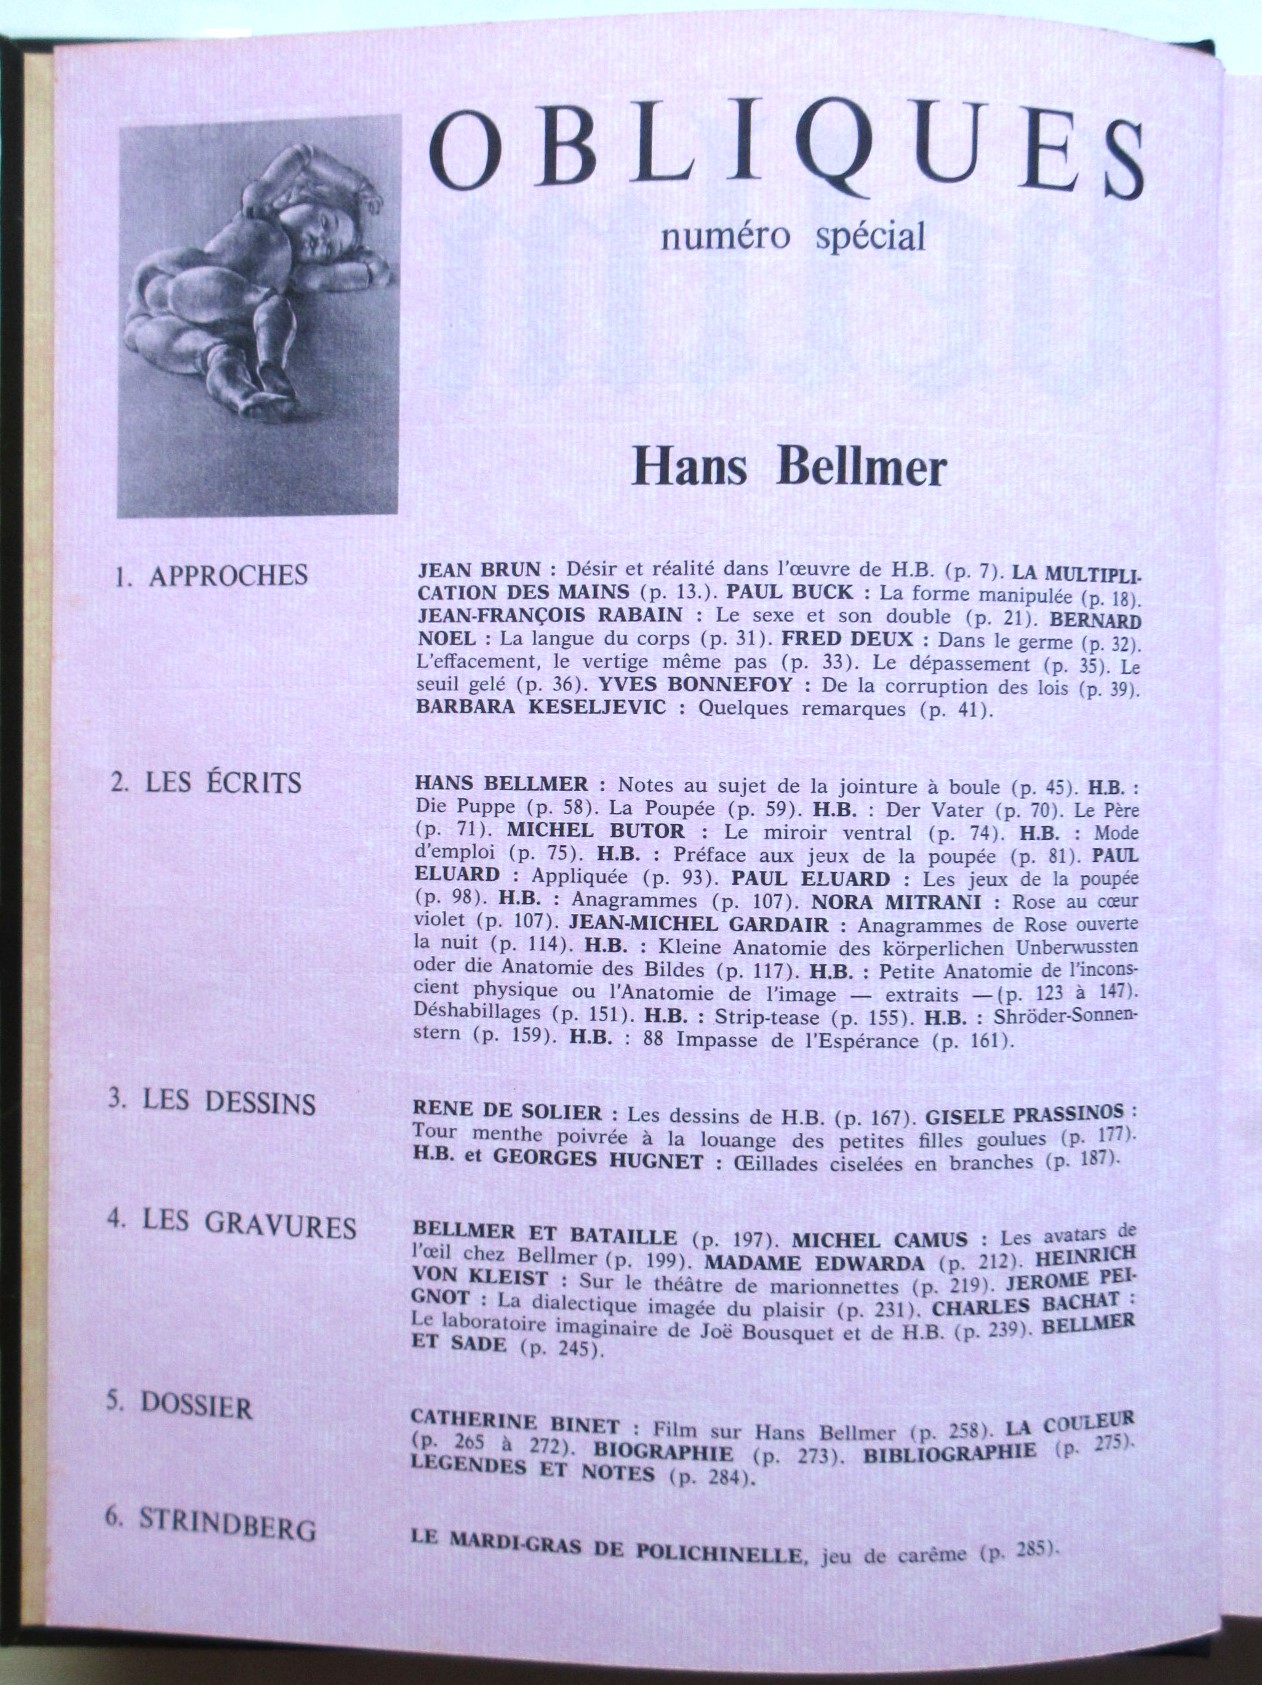 OBLIQUES
numéro spécial
Hans Bellmer
1. APPROCHES
JEAN BRUN : Désir et réalité dans l'œuvre de H.B. (p. 7). LA MULTIPLI-
CATION DES MAINS (p. 13.). PAUL BUCK : La forme manipulée (p. 18).
JEAN-FRANÇOIS RABAIN : Le sexe et son double (p. 21). BERNARD
NOEL : La langue du corps (p. 31). FRED DEUX : Dans le germe (p. 32).
L'effacement, le vertige même pas (p. 33). Le dépassement (p. 35). Le
seuil gelé (p. 36). YVES BONNEFOY : De la corruption des lois (p. 39).
BARBARA KESELJEVIC : Quelques remarques (p. 41).
2. LES ÉCRITS
HANS BELLMER : Notes au sujet de la jointure à boule (p. 45). H.B. :
Die Puppe (p. 58). La Poupée (p. 59). H.B. : Der Vater (p. 70). Le Père
(p. 71). MICHEL BUTOR : Le miroir ventral (p. 74). H.B. : Mode
d'emploi (p. 75). H.B. : Préface aux jeux de la poupée (p. 81). PAUL
ELUARD : Appliquée (p. 93). PAUL ELUARD : Les jeux de la poupée
(p. 98). H.B. : Anagrammes (p. 107). NORA MITRANI : Rose au cœur
violet (p. 107). JEAN-MICHEL GARDAIR : Anagrammes de Rose ouverte
la nuit (p. 114). H.B. : Kleine Anatomie des körperlichen Unberwussten
oder die Anatomie des Bildes (p. 117). H.B. : Petite Anatomie de l'incons-
cient physique ou l'Anatomie de l'image — extraits —(p. 123 à 147).
Déshabillages (p. 151). H.B. : Strip-tease (p. 155). H.B. : Shröder-Sonnen-
stern (p. 159). H.B. : 88 Impasse de l'Espérance (p. 161).
3. LES DESSINS
RENE DE SOLIER : Les dessins de H.B. (p. 167). GISELE PRASSINOS :
Tour menthe poivrée à la louange des petites filles goulues (p. 177).
H.B. et GEORGES HUGNET : Œillades ciselées en branches (p. 187).
4. LES GRAVURES
BELLMER ET BATAILLE (p. 197). MICHEL CAMUS : Les avatars de
l'œil chez Bellmer (p. 199). MADAME EDWARDA (p. 212). HEINRICH
VON KLEIST : Sur le théâtre de marionnettes (p. 219). JEROME PEI-
GNOT : La dialectique imagée du plaisir (p. 231). CHARLES BACHAT :
Le laboratoire imaginaire de Joë Bousquet et de H.B. (p. 239). BELLMER
ET SADE (p. 245).
5. DOSSIER
CATHERINE BINET : Film sur Hans Bellmer (p. 258). LA COULEUR
(p. 265 à 272). BIOGRAPHIE (p. 273). BIBLIOGRAPHIE (p. 275).
LEGENDES ET NOTES (p. 284).
6. STRINDBERG
LE MARDI-GRAS DE POLICHINELLE, jeu de carême (p. 285).